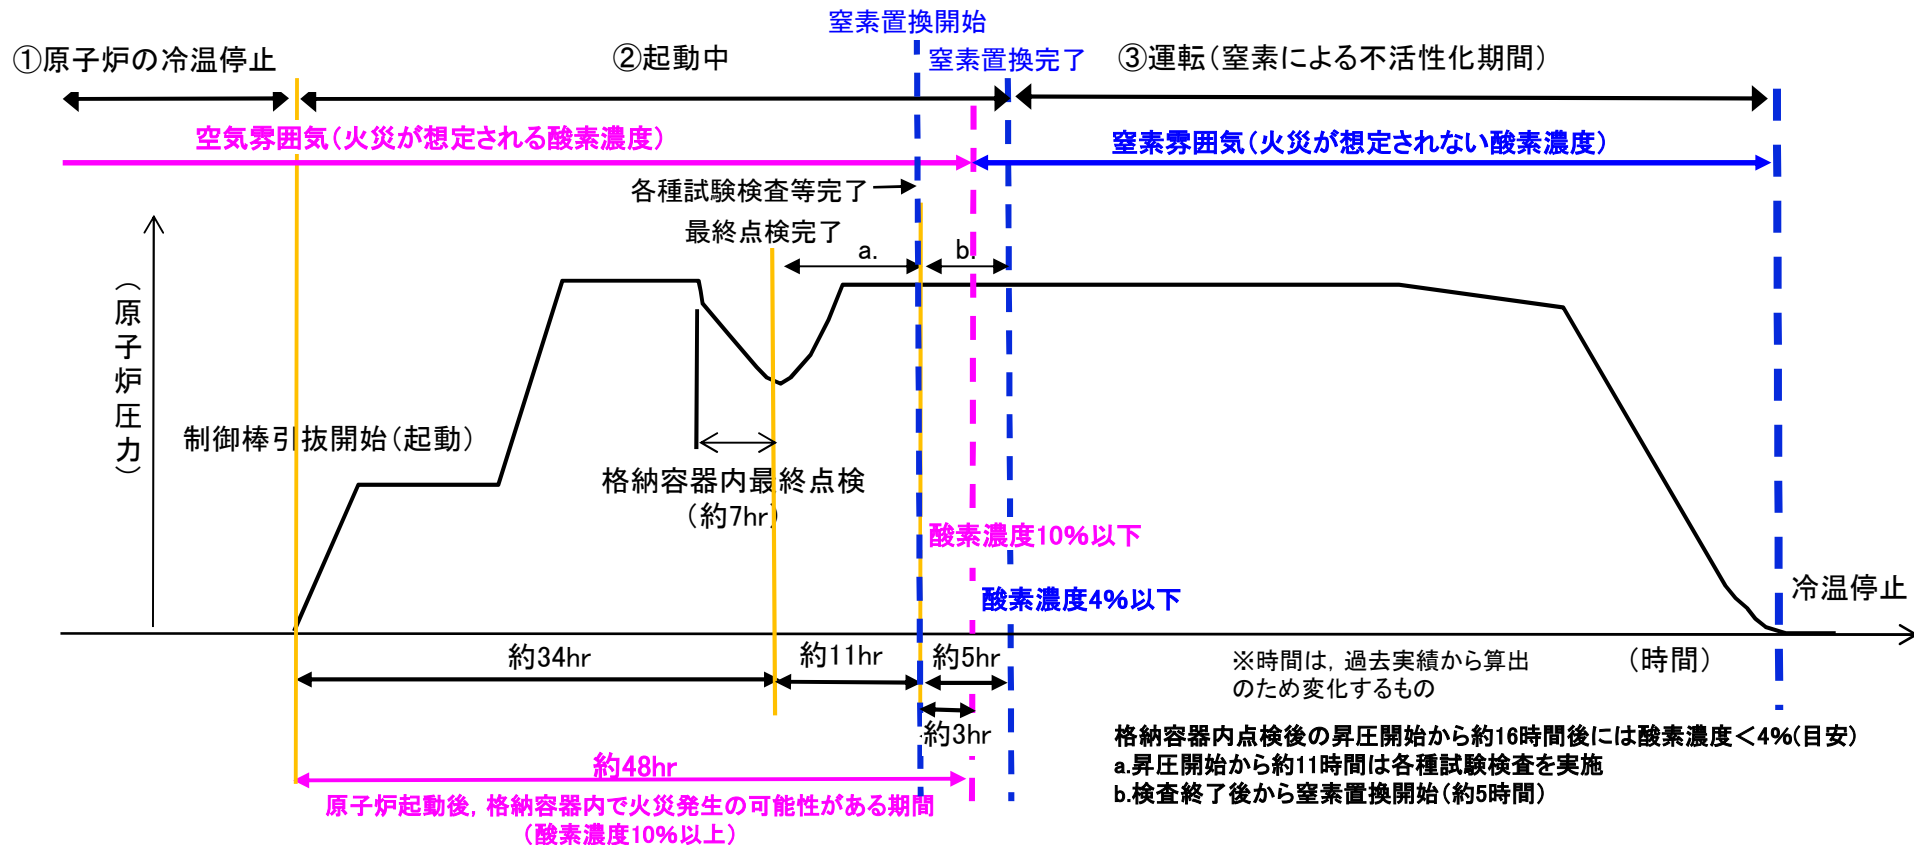 窒素置換開始
①原子炉の冷温停止
②起動中
窒素置換完了
③運転(窒素による不活性化期間)
空気雰囲気(火災が想定される酸素濃度)
窒素雰囲気(火災が想定されない酸素濃度)
各種試験検査等完了
最終点検完了
a.
b.
(原子炉圧力)
制御棒引抜開始(起動)
格納容器内最終点検
(約7hr)
酸素濃度10%以下
酸素濃度4%以下
冷温停止
約34hr
約11hr
約5hr
※時間は,過去実績から算出
のため変化するもの
(時間)
約3hr
格納容器内点検後の昇圧開始から約16時間後には酸素濃度<4%(目安)
a.昇圧開始から約11時間は各種試験検査を実施
b.検査終了後から窒素置換開始(約5時間)
約48hr
原子炉起動後,格納容器内で火災発生の可能性がある期間
(酸素濃度10%以上)